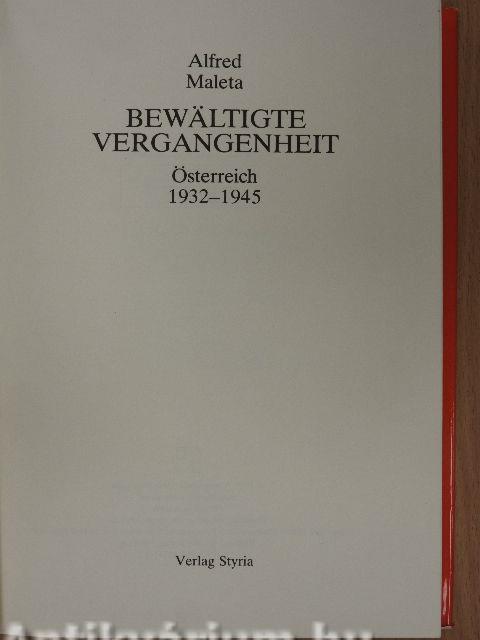 Alfred
Maleta
BEWÄLTIGTE
VERGANGENHEIT
Österreich
1932–1945
Verlag Styria